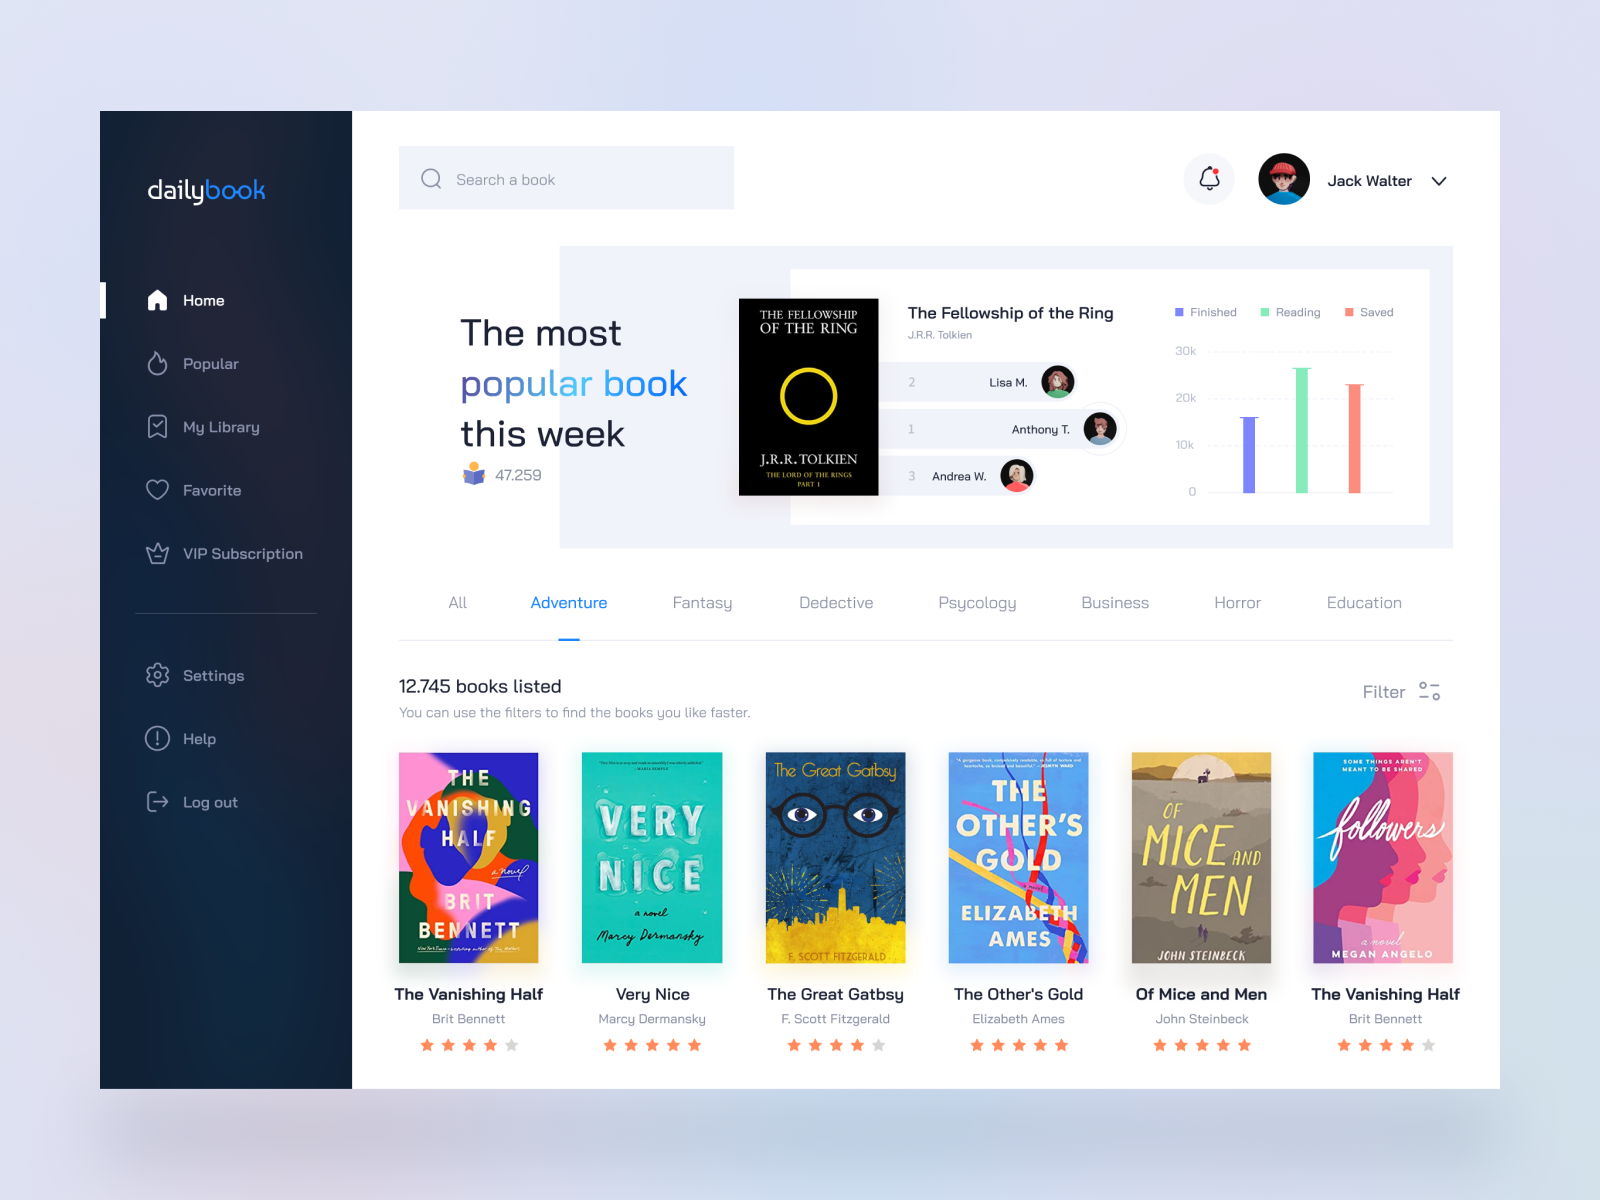 dailybook
Search a book
Jack Walter
Home
Popular
My Library
Favorite
VIP Subscription
Settings
Help
Log out
The most
popular book
this week
47.259
THE FELLOWSHIP
OF THE RING
J.R.R. TOLKIEN
THE LORD OF THE RINGS
PART 1
The Fellowship of the Ring
J.R.R. Tolkien
2 Lisa M.
1 Anthony T.
3 Andrea W.
Finished Reading Saved
30k
20k
10k
0
All Adventure Fantasy Dedective Psycology Business Horror Education
12.745 books listed
You can use the filters to find the books you like faster.
Filter
THE
VANISHING
HALF
a novel
BRIT
BENNETT
VERY
NICE
a novel
Marcy Dermansky
The Great Gatbsy
F. SCOTT FITZGERALD
THE
OTHER'S
GOLD
a novel
ELIZABETH
AMES
OF
MICE AND
MEN
JOHN STEINBECK
SOME THINGS AREN'T
MEANT TO BE SHARED
followers
a novel
MEGAN ANGELO
The Vanishing Half
Brit Bennett
Very Nice
Marcy Dermansky
The Great Gatbsy
F. Scott Fitzgerald
The Other's Gold
Elizabeth Ames
Of Mice and Men
John Steinbeck
The Vanishing Half
Brit Bennett